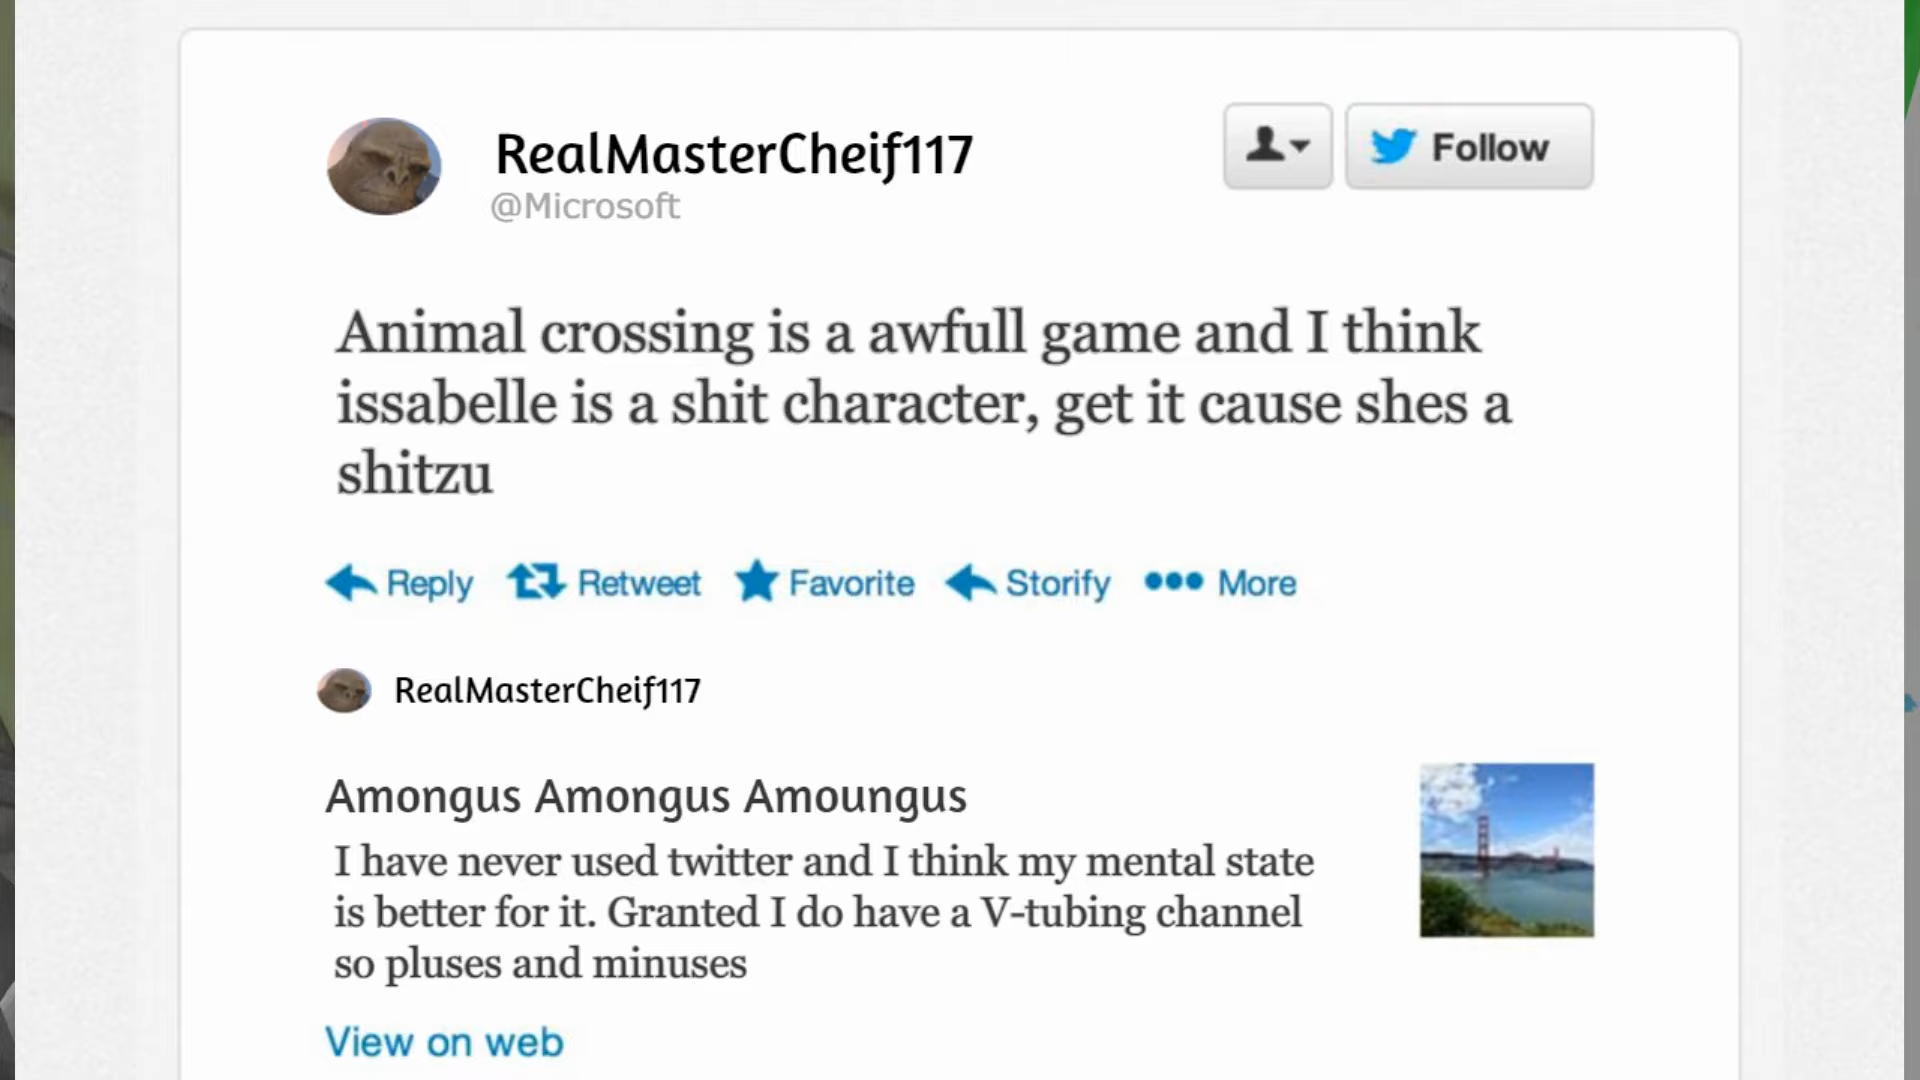 RealMasterCheif117
@Microsoft
Follow
Animal crossing is a awfull game and I think
issabelle is a shit character, get it cause shes a
shitzu
Reply Retweet Favorite Storify More
RealMasterCheif117
Amongus Amongus Amoungus
I have never used twitter and I think my mental state
is better for it. Granted I do have a V-tubing channel
so pluses and minuses
View on web